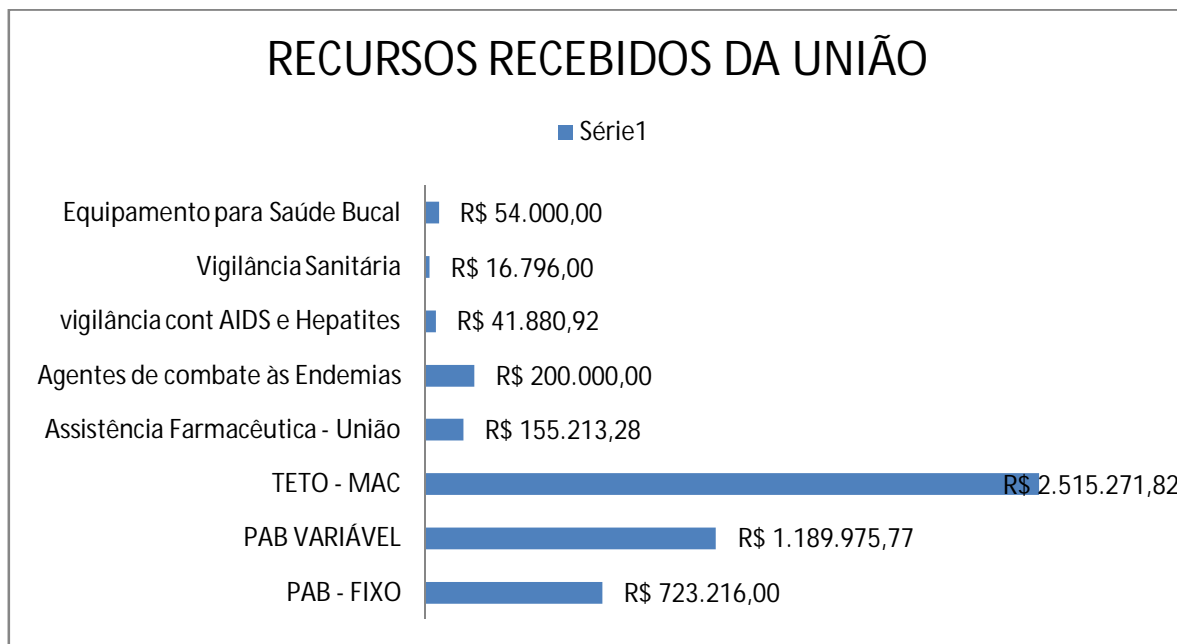 RECURSOS RECEBIDOS DA UNIÃO
Série1
Equipamento para Saúde Bucal R$ 54.000,00
Vigilância Sanitária R$ 16.796,00
vigilância cont AIDS e Hepatites R$ 41.880,92
Agentes de combate às Endemias R$ 200.000,00
Assistência Farmacêutica - União R$ 155.213,28
TETO - MAC R$ 2.515.271,82
PAB VARIÁVEL R$ 1.189.975,77
PAB - FIXO R$ 723.216,00